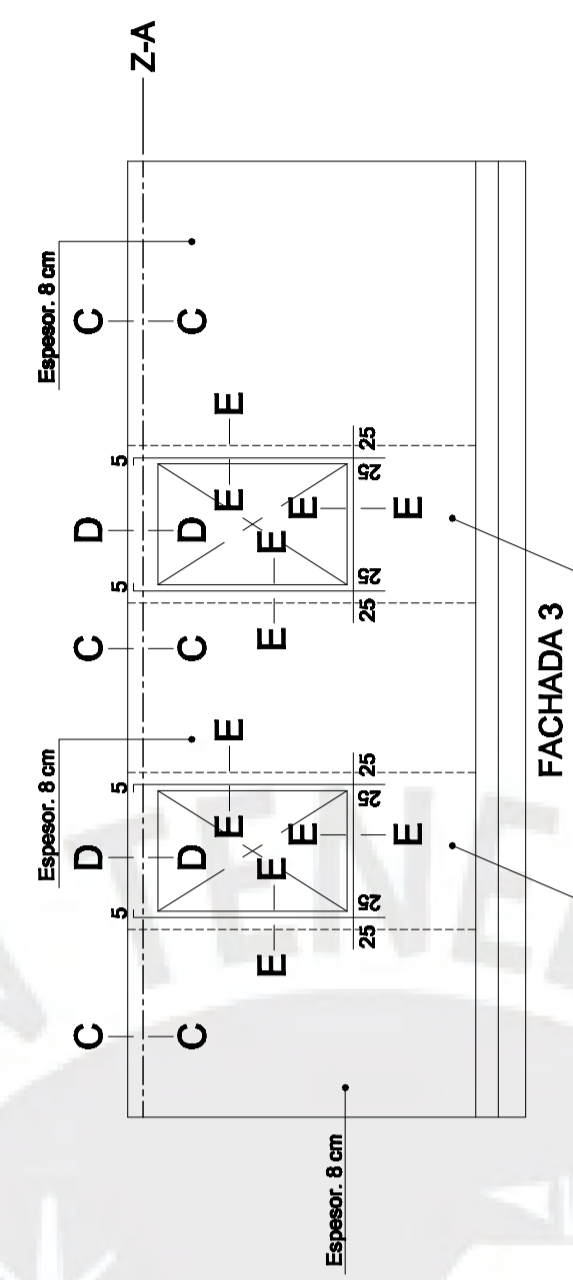 Espesor. 8 cm Espesor. 8 cm
C D C D C
5 5 5 5
Z-A
C D C D C
E E E E
E E E E
E E
Espesor. 8 cm
25 25 25 25 25 25 25 25
E E
FACHADA 3